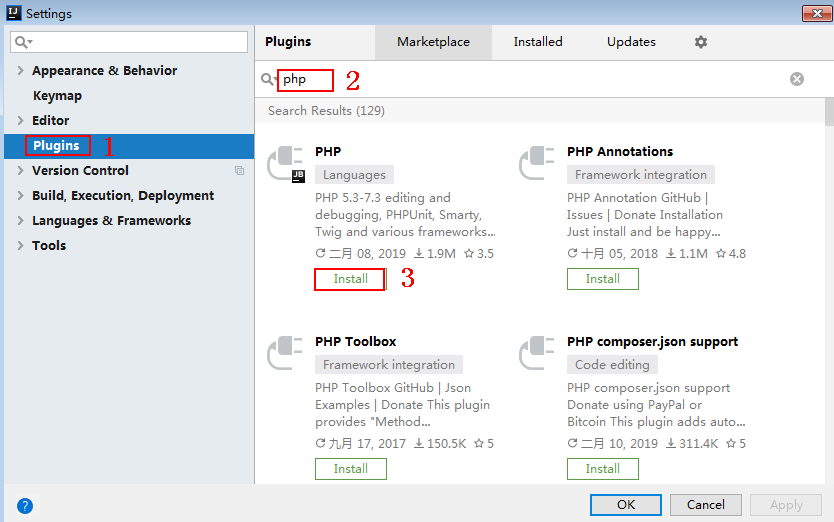 IJ Settings
Plugins Marketplace Installed Updates
Appearance & Behavior
Keymap
Editor
Plugins 1
Version Control
Build, Execution, Deployment
Languages & Frameworks
Tools
php 2
Search Results (129)
PHP
JB
Languages
PHP 5.3-7.3 editing and
debugging, PHPUnit, Smarty,
Twig and various frameworks...
二月 08, 2019 1.9M 3.5
Install 3
PHP Annotations
Framework integration
PHP Annotation GitHub |
Issues | Donate Installation
Just install and be happy...
十月 05, 2018 1.1M 4.8
Install
PHP Toolbox
Framework integration
PHP Toolbox GitHub | Json
Examples | Donate This plugin
provides "Method...
九月 17, 2017 150.5K 5
Install
PHP composer.json support
Code editing
PHP composer.json support
Donate using PayPal or
Bitcoin This plugin adds auto...
二月 10, 2019 311.4K 5
Install
? OK Cancel Apply